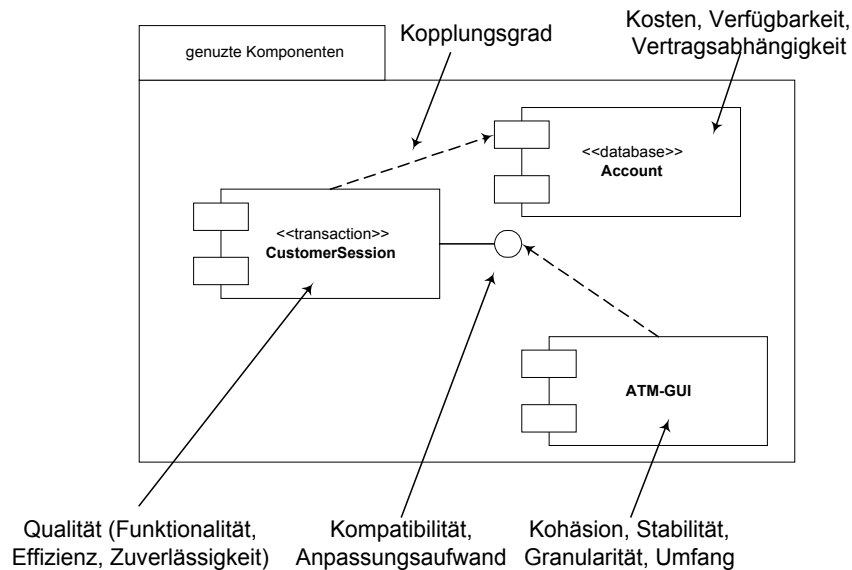 Kosten, Verfügbarkeit,
Vertragsabhängigkeit
Kopplungsgrad
genuzte Komponenten
<<database>>
Account
<<transaction>>
CustomerSession
ATM-GUI
Qualität (Funktionalität,
Effizienz, Zuverlässigkeit)
Kompatibilität,
Anpassungsaufwand
Kohäsion, Stabilität,
Granularität, Umfang